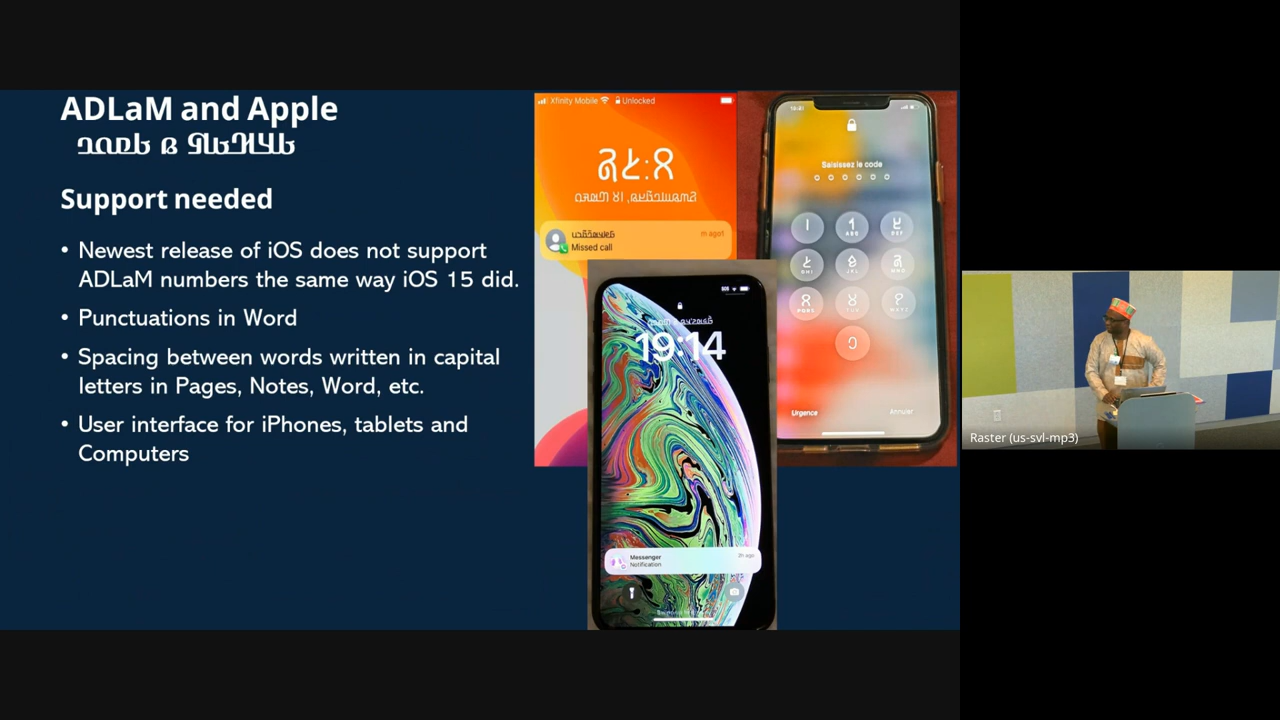 ADLaM and Apple
Support needed
• Newest release of iOS does not support
ADLaM numbers the same way iOS 15 did.
• Punctuations in Word
• Spacing between words written in capital
letters in Pages, Notes, Word, etc.
• User interface for iPhones, tablets and
Computers
Xfinity Mobile Unlocked
Missed call
Saisissez le code
Urgence
Annuler
19:14
Messenger
Notification
2h ago
Raster (us-svl-mp3)